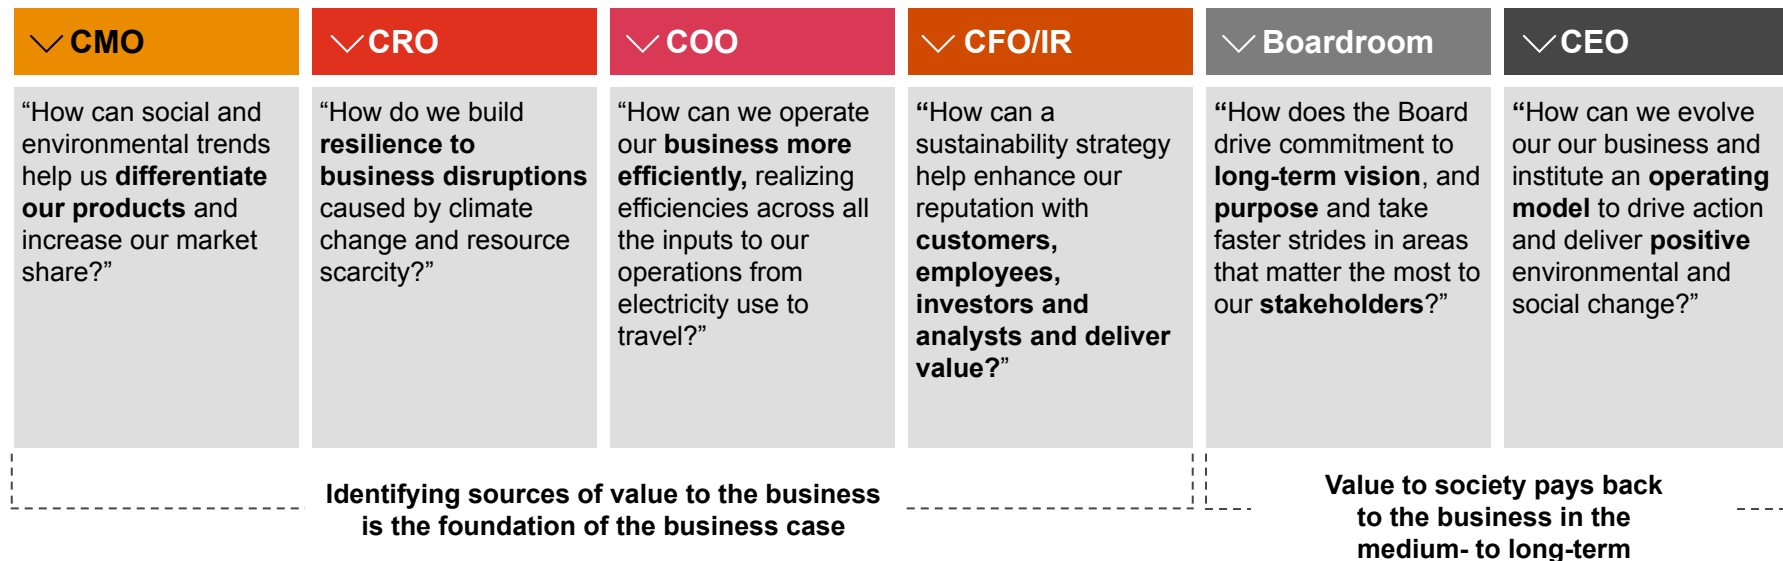 CMO
“How can social and
environmental trends
help us differentiate
our products and
increase our market
share?”
CRO
“How do we build
resilience to
business disruptions
caused by climate
change and resource
scarcity?”
COO
“How can we operate
our business more
efficiently, realizing
efficiencies across all
the inputs to our
operations from
electricity use to
travel?”
CFO/IR
“How can a
sustainability strategy
help enhance our
reputation with
customers,
employees,
investors and
analysts and deliver
value?”
Boardroom
“How does the Board
drive commitment to
long-term vision, and
purpose and take
faster strides in areas
that matter the most to
our stakeholders?”
CEO
“How can we evolve
our our business and
institute an operating
model to drive action
and deliver positive
environmental and
social change?”
Identifying sources of value to the business
is the foundation of the business case
Value to society pays back
to the business in the
medium- to long-term